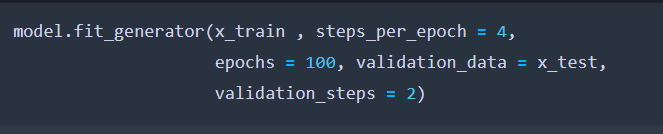 model.fit_generator(x_train , steps_per_epoch = 4,
epochs = 100, validation_data = x_test,
validation_steps = 2)